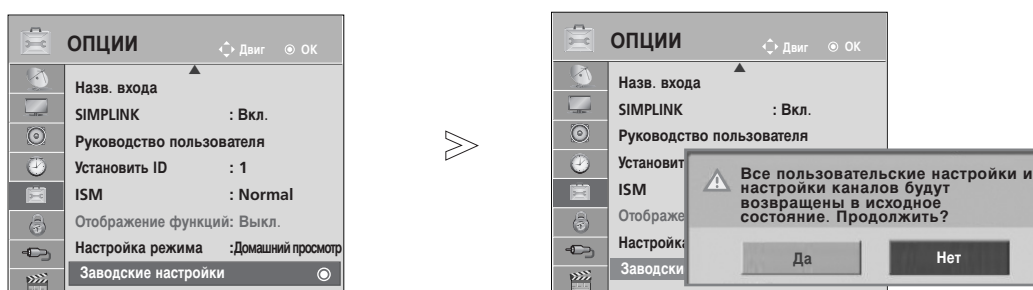 ОПЦИИ
Двиг ОК
Назв. входа
SIMPLINK : Вкл.
Руководство пользователя
Установить ID : 1
ISM : Normal
Отображение функций: Выкл.
Настройка режима :Домашний просмотр
Заводские настройки
ОПЦИИ
Двиг ОК
Назв. входа
SIMPLINK : Вкл.
Руководство пользователя
Установит
ISM
Отображе
Настройка
Заводски
Все пользовательские настройки и
настройки каналов будут
возвращены в исходное
состояние. Продолжить?
Да Нет